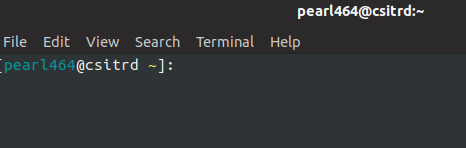 pearl464@csitrd:~
File Edit View Search Terminal Help
[pearl464@csitrd ~]: